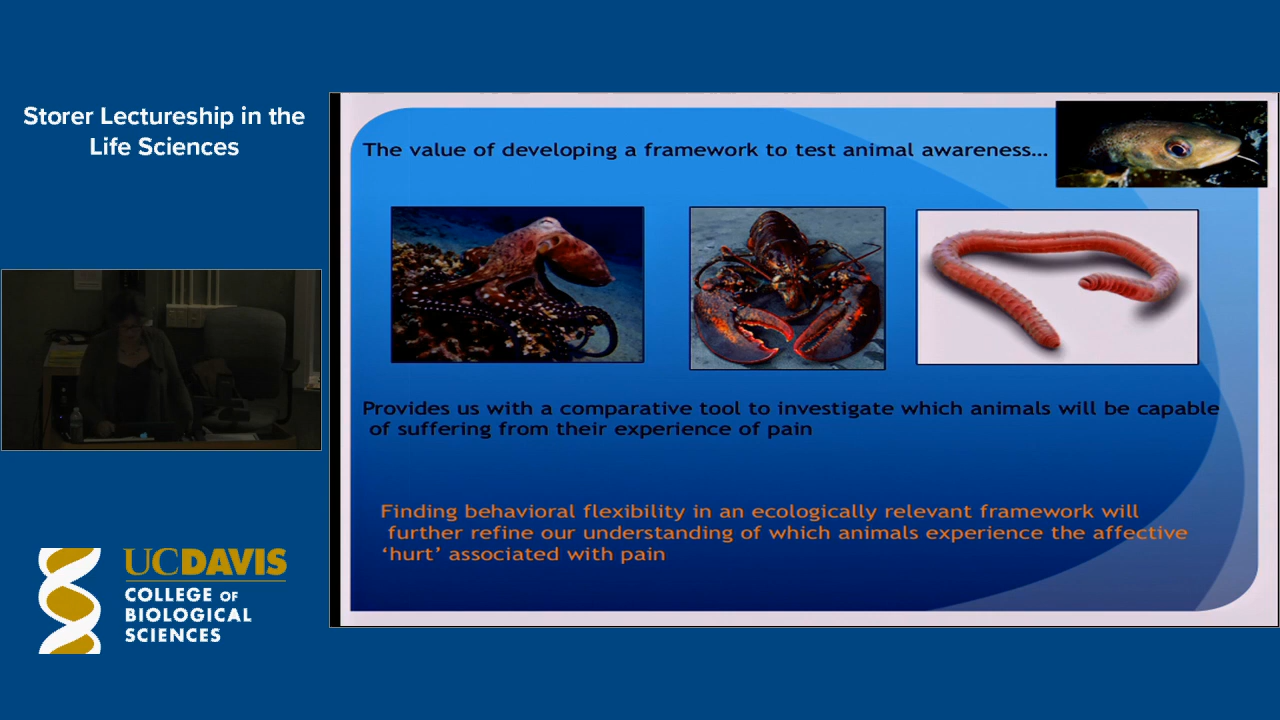 Storer Lectureship in the
Life Sciences
The value of developing a framework to test animal awareness...
Provides us with a comparative tool to investigate which animals will be capable
of suffering from their experience of pain
Finding behavioral flexibility in an ecologically relevant framework will
further refine our understanding of which animals experience the affective
‘hurt’ associated with pain
UCDAVIS
COLLEGE OF
BIOLOGICAL
SCIENCES